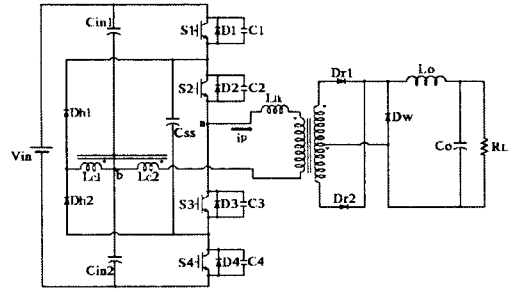 Cin1
S1 D1 C1
S2 D2 C2
Dr1 Lo
Dh1
Css
a
ip
Dw
Vin
Co RL
Lc1 b Lc2
Dh2
S3 D3 C3
Dr2
Cin2
S4 D4 C4